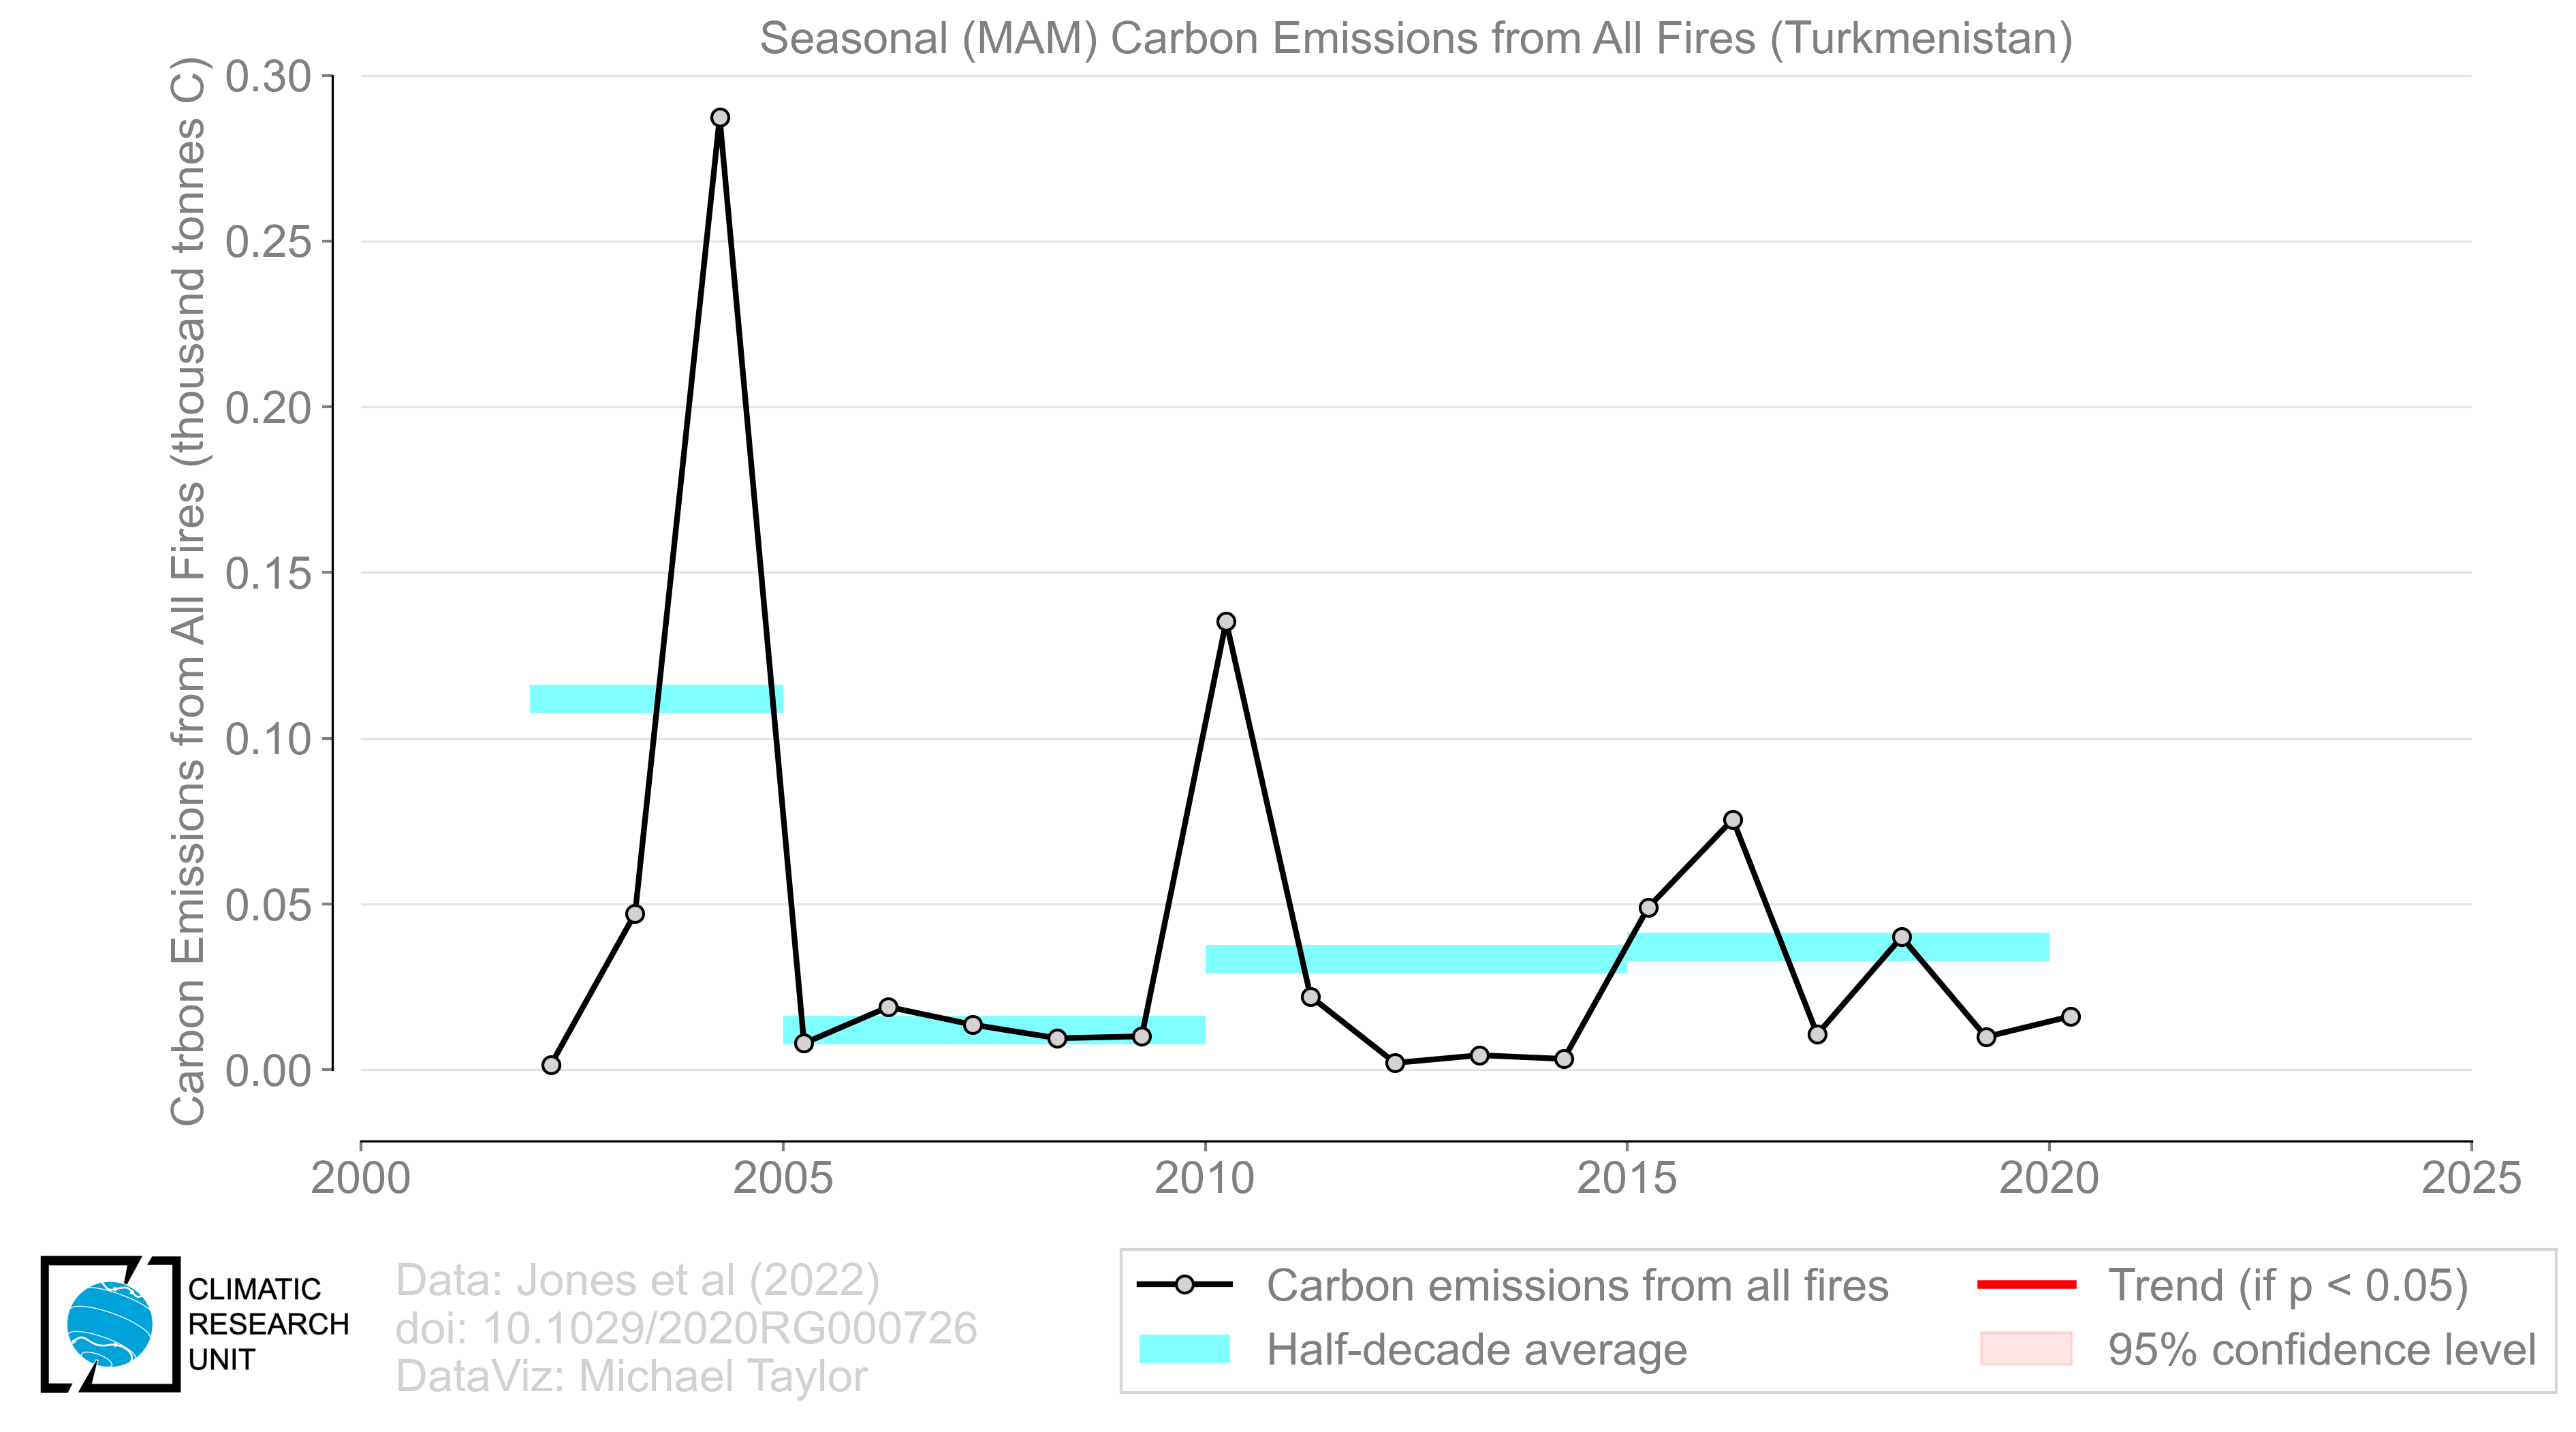 Seasonal (MAM) Carbon Emissions from All Fires (Turkmenistan)
Carbon Emissions from All Fires (thousand tonnes C)
0.30
0.25
0.20
0.15
0.10
0.05
0.00
2000 2005 2010 2015 2020 2025
CLIMATIC
RESEARCH
UNIT
Data: Jones et al (2022)
doi: 10.1029/2020RG000726
DataViz: Michael Taylor
Carbon emissions from all fires
Half-decade average
Trend (if p < 0.05)
95% confidence level